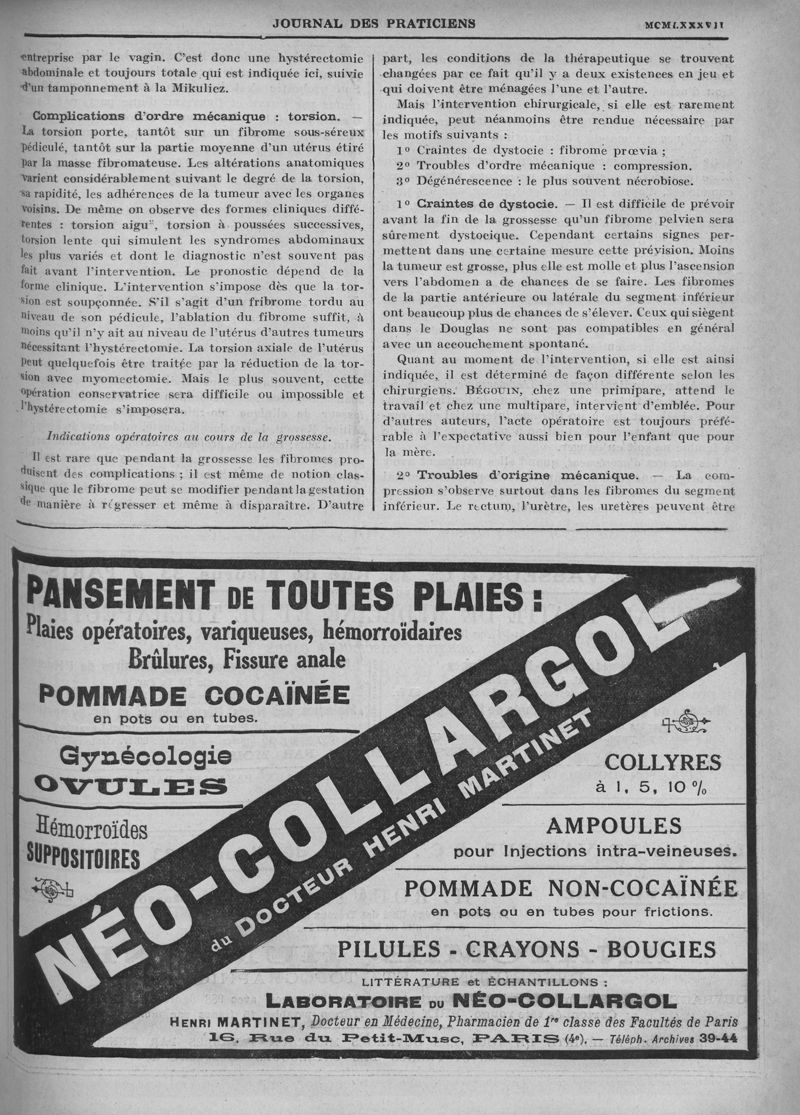 JOURNAL DES PRATICIENS
MCMLXXXVII
entreprise par le vagin. C'est donc une hystérectomie
abdominale et toujours totale qui est indiquée ici, suivie
d'un tamponnement à la Mikuliez.
Complications d'ordre mécanique : torsion. —
La torsion porte, tantôt sur un fibrome sous-séreux
pédiculé, tantôt sur la partie moyenne d'un utérus étiré
par la masse fibromateuse. Les altérations anatomiques
varient considérablement suivant le degré de la torsion,
sa rapidité, les adhérences de la tumeur avec les organes
voisins. De même on observe des formes cliniques diffé-
rentes : torsion aiguë, torsion à poussées successives,
torsion lente qui simulent les syndromes abdominaux
les plus variés et dont le diagnostic n'est souvent pas
fait avant l'intervention. Le pronostic dépend de la
forme clinique. L'intervention s'impose dès que la tor-
sion est soupçonnée. S'il s'agit d'un fribrome tordu au
niveau de son pédicule, l'ablation du fibrome suffit, à
moins qu'il n'y ait au niveau de l'utérus d'autres tumeurs
nécessitant l'hystérectomie. La torsion axiale de l'utérus
peut quelquefois être traitée par la réduction de la tor-
sion avec myomectomie. Mais le plus souvent, cette
opération conservatrice sera difficile ou impossible et
l'hystérectomie s'imposera.
Indications opératoires au cours de la grossesse.
Il est rare que pendant la grossesse les fibromes pro-
duisent des complications ; il est même de notion clas-
sique que le fibrome peut se modifier pendant la gestation
de manière à régresser et même à disparaître. D'autre
part, les conditions de la thérapeutique se trouvent
changées par ce fait qu'il y a deux existences en jeu et
qui doivent être ménagées l'une et l'autre.
Mais l'intervention chirurgicale, si elle est rarement
indiquée, peut néanmoins être rendue nécessaire par
les motifs suivants :
1° Craintes de dystocie : fibrome prœvia ;
2° Troubles d'ordre mécanique : compression.
3° Dégénérescence : le plus souvent nécrobiose.
1° Craintes de dystocie. — Il est difficile de prévoir
avant la fin de la grossesse qu'un fibrome pelvien sera
sûrement dystocique. Cependant certains signes per-
mettent dans une certaine mesure cette prévision. Moins
la tumeur est grosse, plus elle est molle et plus l'ascension
vers l'abdomen a de chances de se faire. Les fibromes
de la partie antérieure ou latérale du segment inférieur
ont beaucoup plus de chances de s'élever. Ceux qui siègent
dans le Douglas ne sont pas compatibles en général
avec un accouchement spontané.
Quant au moment de l'intervention, si elle est ainsi
indiquée, il est déterminé de façon différente selon les
chirurgiens. BÉGOUIN, chez une primipare, attend le
travail et chez une multipare, intervient d'emblée. Pour
d'autres auteurs, l'acte opératoire est toujours préfé-
rable à l'expectative aussi bien pour l'enfant que pour
la mère.
2° Troubles d'origine mécanique. — La com-
pression s'observe surtout dans les fibromes du segment
inférieur. Le rectum, l'urètre, les uretères peuvent être
PANSEMENT DE TOUTES PLAIES :
Plaies opératoires, variqueuses, hémorroïdaires
Brûlures, Fissure anale
POMMADE COCAÏNÉE
en pots ou en tubes.
Gynécologie
OVULES
Hémorroïdes
SUPPOSITOIRES
NÉO-COLLARGOL
du DOCTEUR HENRI MARTINET
COLLYRES
à 1, 5, 10 %
AMPOULES
pour Injections intra-veineuses.
POMMADE NON-COCAÏNÉE
en pots ou en tubes pour frictions.
PILULES - CRAYONS - BOUGIES
LITTÉRATURE et ÉCHANTILLONS :
LABORATOIRE DU NÉO-COLLARGOL
HENRI MARTINET, Docteur en Médecine, Pharmacien de 1re classe des Facultés de Paris
16, Rue du Petit-Musc, PARIS (4e). — Téléph. Archives 39-44